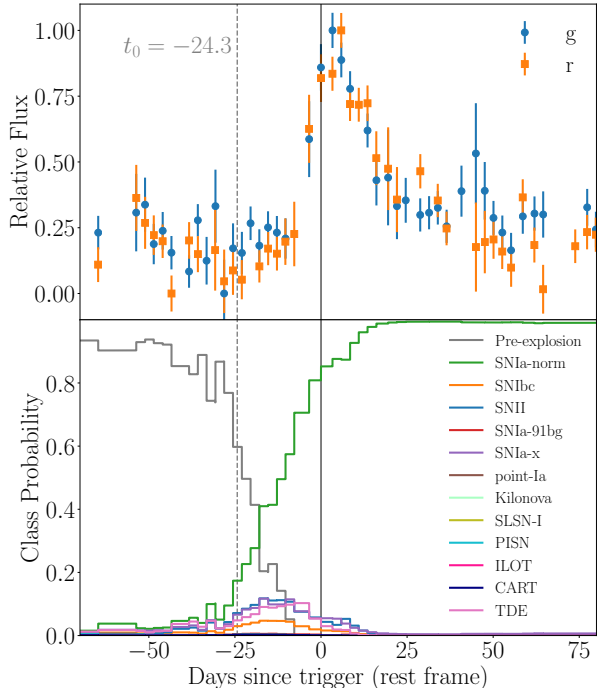 t₀ = −24.3
g
r
1.00
0.75
0.50
0.25
0.00
Relative Flux
Pre-explosion
SNIa-norm
SNIbc
SNII
SNIa-91bg
SNIa-x
point-Ia
Kilonova
SLSN-I
PISN
ILOT
CART
TDE
0.8
0.6
0.4
0.2
0.0
Class Probability
−50 −25 0 25 50 75
Days since trigger (rest frame)